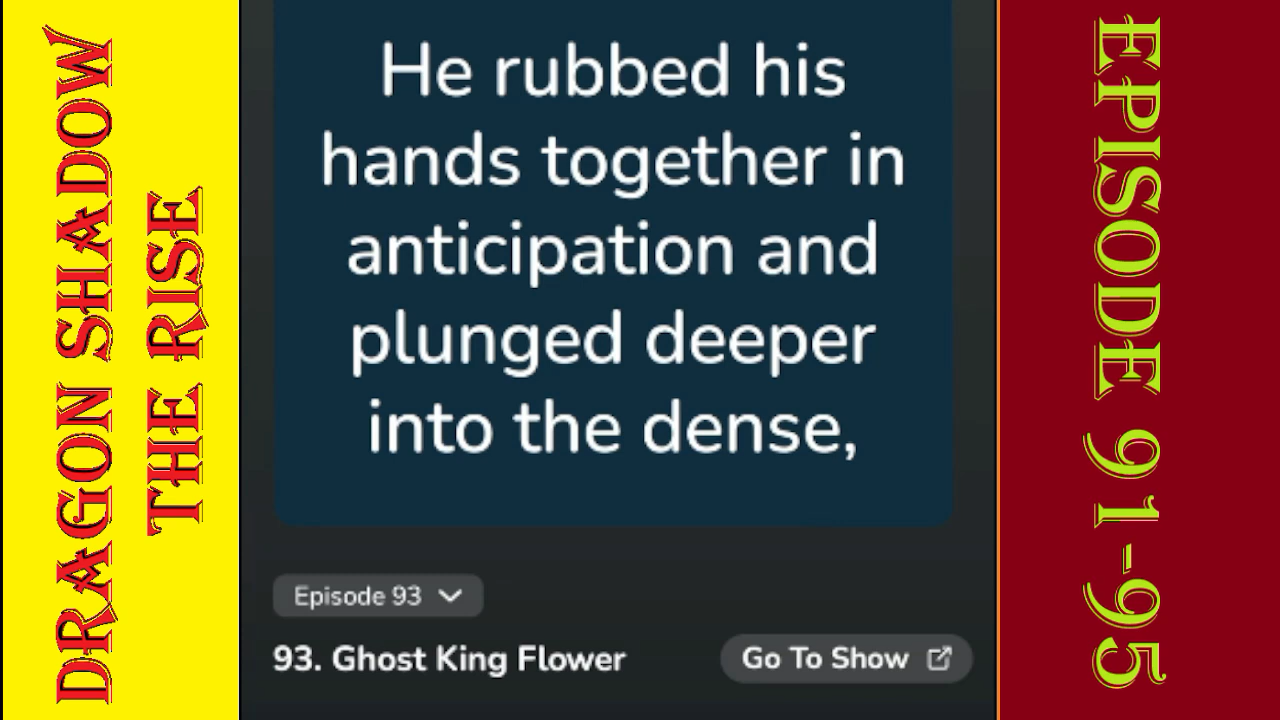 DRAGON SHADOW
THE RISE
He rubbed his
hands together in
anticipation and
plunged deeper
into the dense,
Episode 93
93. Ghost King Flower
Go To Show
EPISODE 91-95